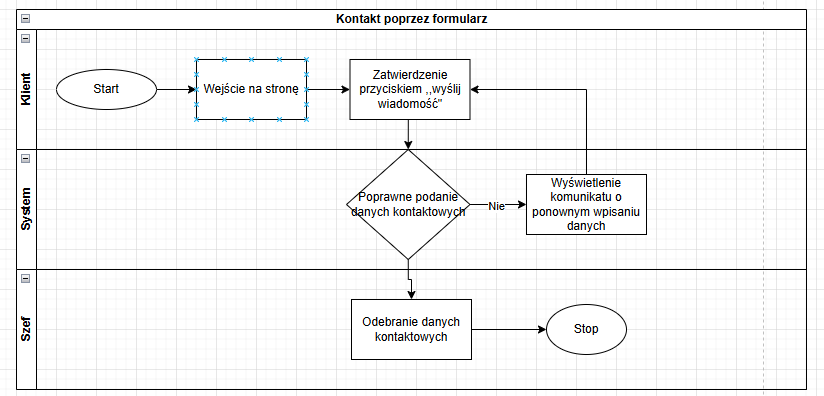 Kontakt poprzez formularz
Klient
Start
Wejście na stronę
Zatwierdzenie
przyciskiem ,,wyślij
wiadomość"
System
Poprawne podanie
danych kontaktowych
Nie
Wyświetlenie
komunikatu o
ponownym wpisaniu
danych
Szef
Odebranie danych
kontaktowych
Stop